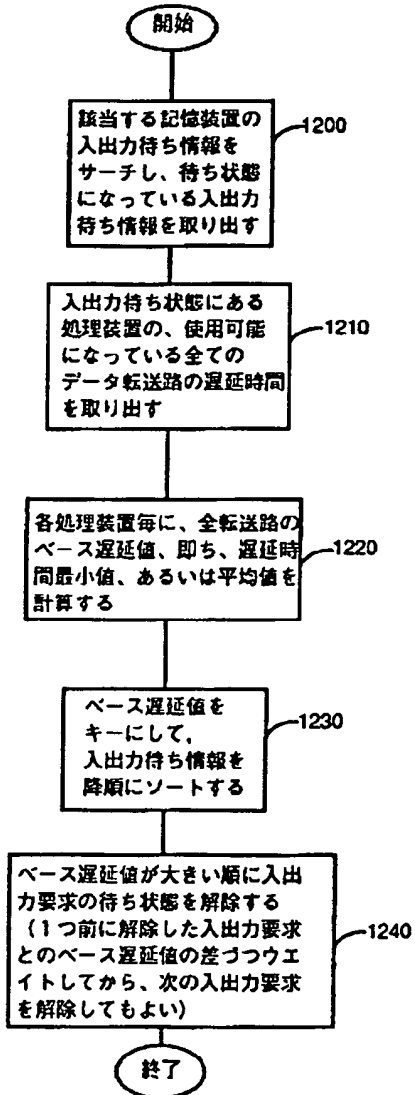 開始
該当する記憶装置の
入出力待ち情報を
サーチし、待ち状態
になっている入出力
待ち情報を取り出す
1200
入出力待ち状態にある
処理装置の、使用可能
になっている全ての
データ転送路の遅延時間
を取り出す
1210
各処理装置毎に、全転送路の
ベース遅延値、即ち、遅延時
間最小値、あるいは平均値を
計算する
1220
ベース遅延値を
キーにして、
入出力待ち情報を
降順にソートする
1230
ベース遅延値が大きい順に入出
力要求の待ち状態を解除する
(1つ前に解除した入出力要求
とのベース遅延値の差づつウエ
イトしてから、次の入出力要求
を解除してもよい)
1240
終了